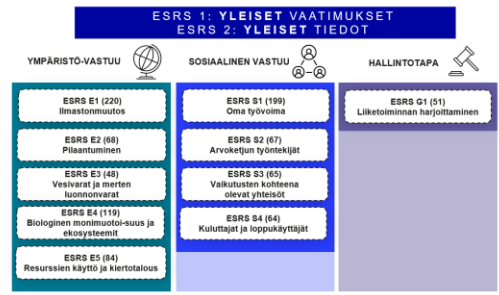 ESRS 1: YLEISET VAATIMUKSET
ESRS 2: YLEISET TIEDOT
YMPÄRISTÖ-VASTUU
SOSIAALINEN VASTUU
HALLINTOTAPA
ESRS E1 (220)
Ilmastonmuutos
ESRS E2 (68)
Pilaantuminen
ESRS E3 (48)
Vesivarat ja merten
luonnonvarat
ESRS E4 (119)
Biologinen monimuotoi-suus ja
ekosysteemit
ESRS E5 (84)
Resurssien käyttö ja kiertotalous
ESRS S1 (199)
Oma työvoima
ESRS S2 (67)
Arvoketjun työntekijät
ESRS S3 (65)
Vaikutusten kohteena
olevat yhteisöt
ESRS S4 (64)
Kuluttajat ja loppukäyttäjät
ESRS G1 (51)
Liiketoiminnan harjoittaminen